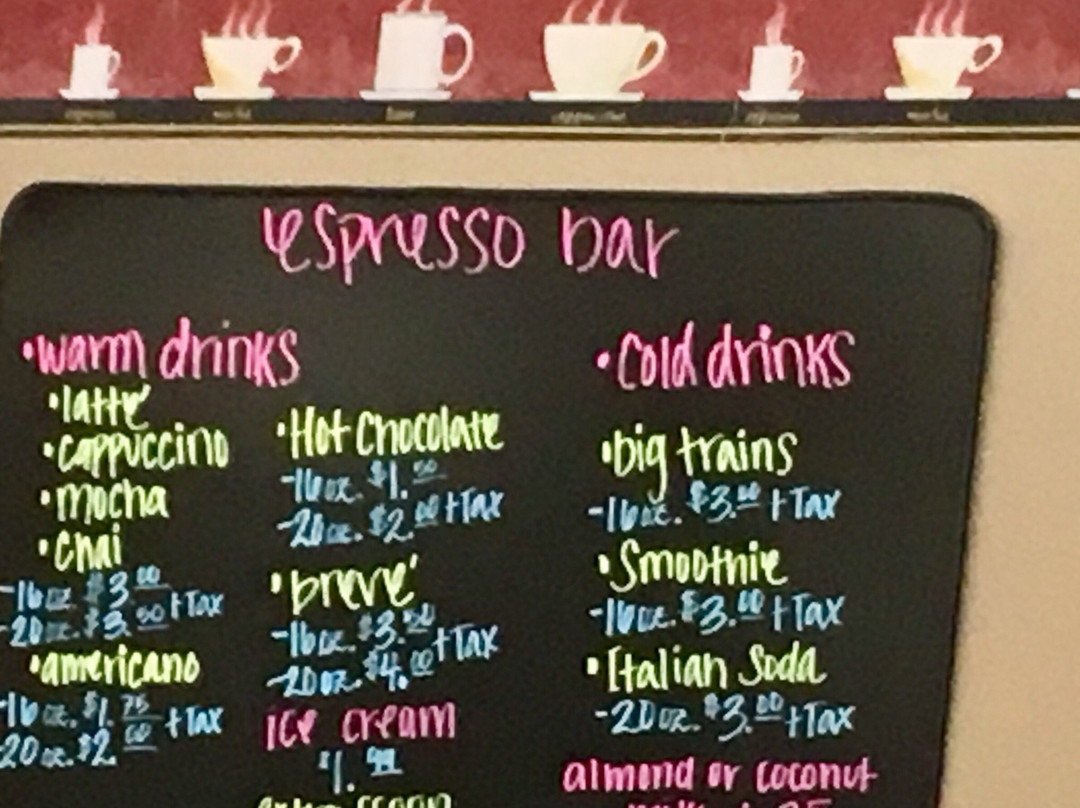 espresso bar
•warm drinks
•latté
•cappuccino
•mocha
•chai
-16oz $3.00
-20oz. $3.50 +Tax
•americano
-16oz. $1.75 +Tax
20oz. $2.00
•Hot Chocolate
-16oz. $1.50
-20oz. $2.00 +Tax
•brevé
-16oz. $3.50 +Tax
-20oz. $4.00
ice cream
$1.99
•Cold drinks
•big trains
-16oz. $3.00 +Tax
•Smoothie
-16oz. $3.00 +Tax
•Italian Soda
-20oz. $3.00 +Tax
almond or coconut